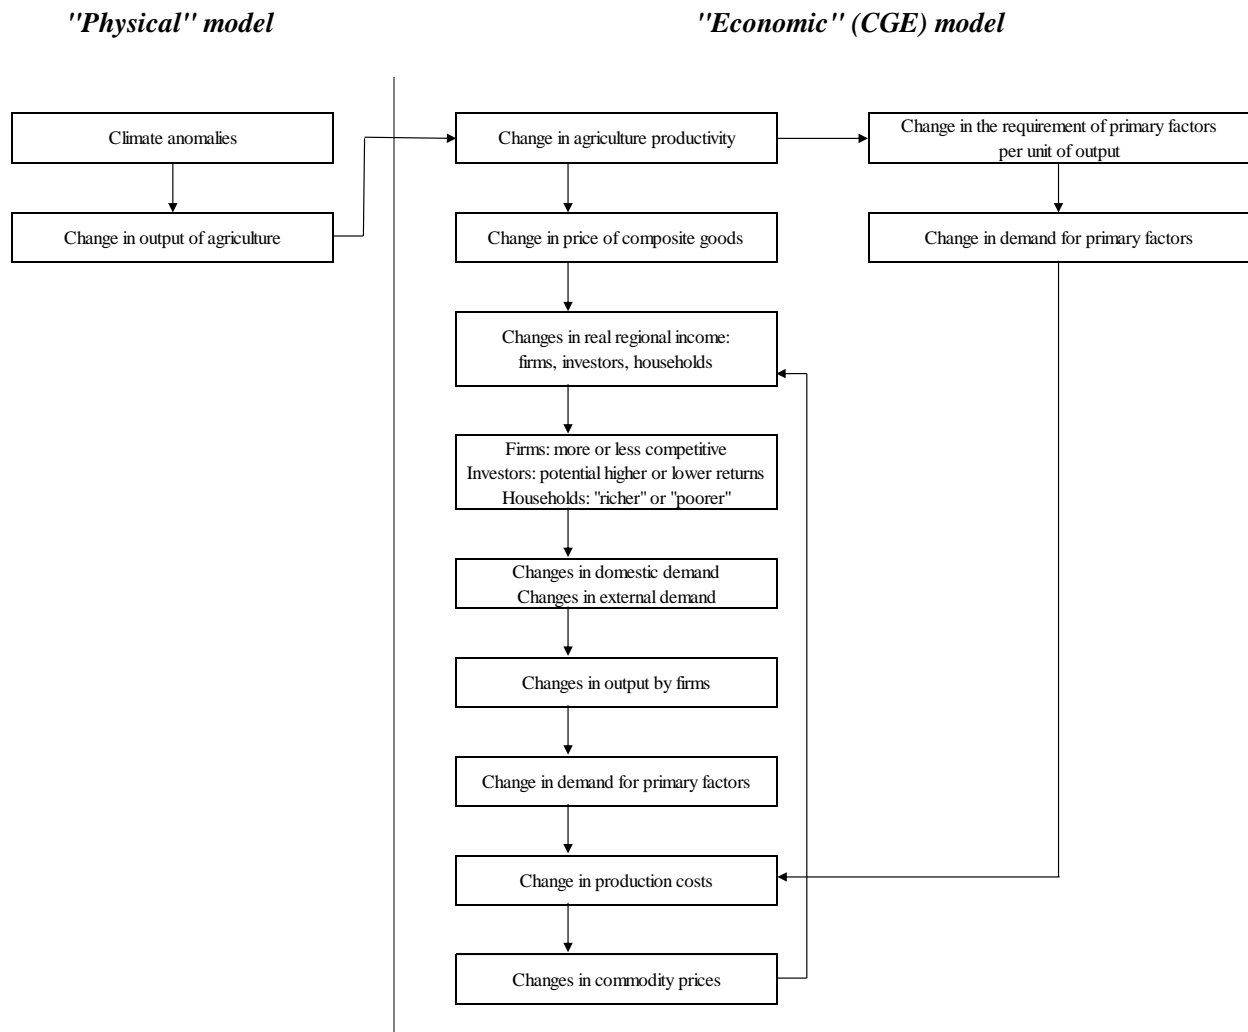 "Physical" model
"Economic" (CGE) model
Climate anomalies
Change in output of agriculture
Change in agriculture productivity
Change in the requirement of primary factors
per unit of output
Change in price of composite goods
Change in demand for primary factors
Changes in real regional income:
firms, investors, households
Firms: more or less competitive
Investors: potential higher or lower returns
Households: "richer" or "poorer"
Changes in domestic demand
Changes in external demand
Changes in output by firms
Change in demand for primary factors
Change in production costs
Changes in commodity prices